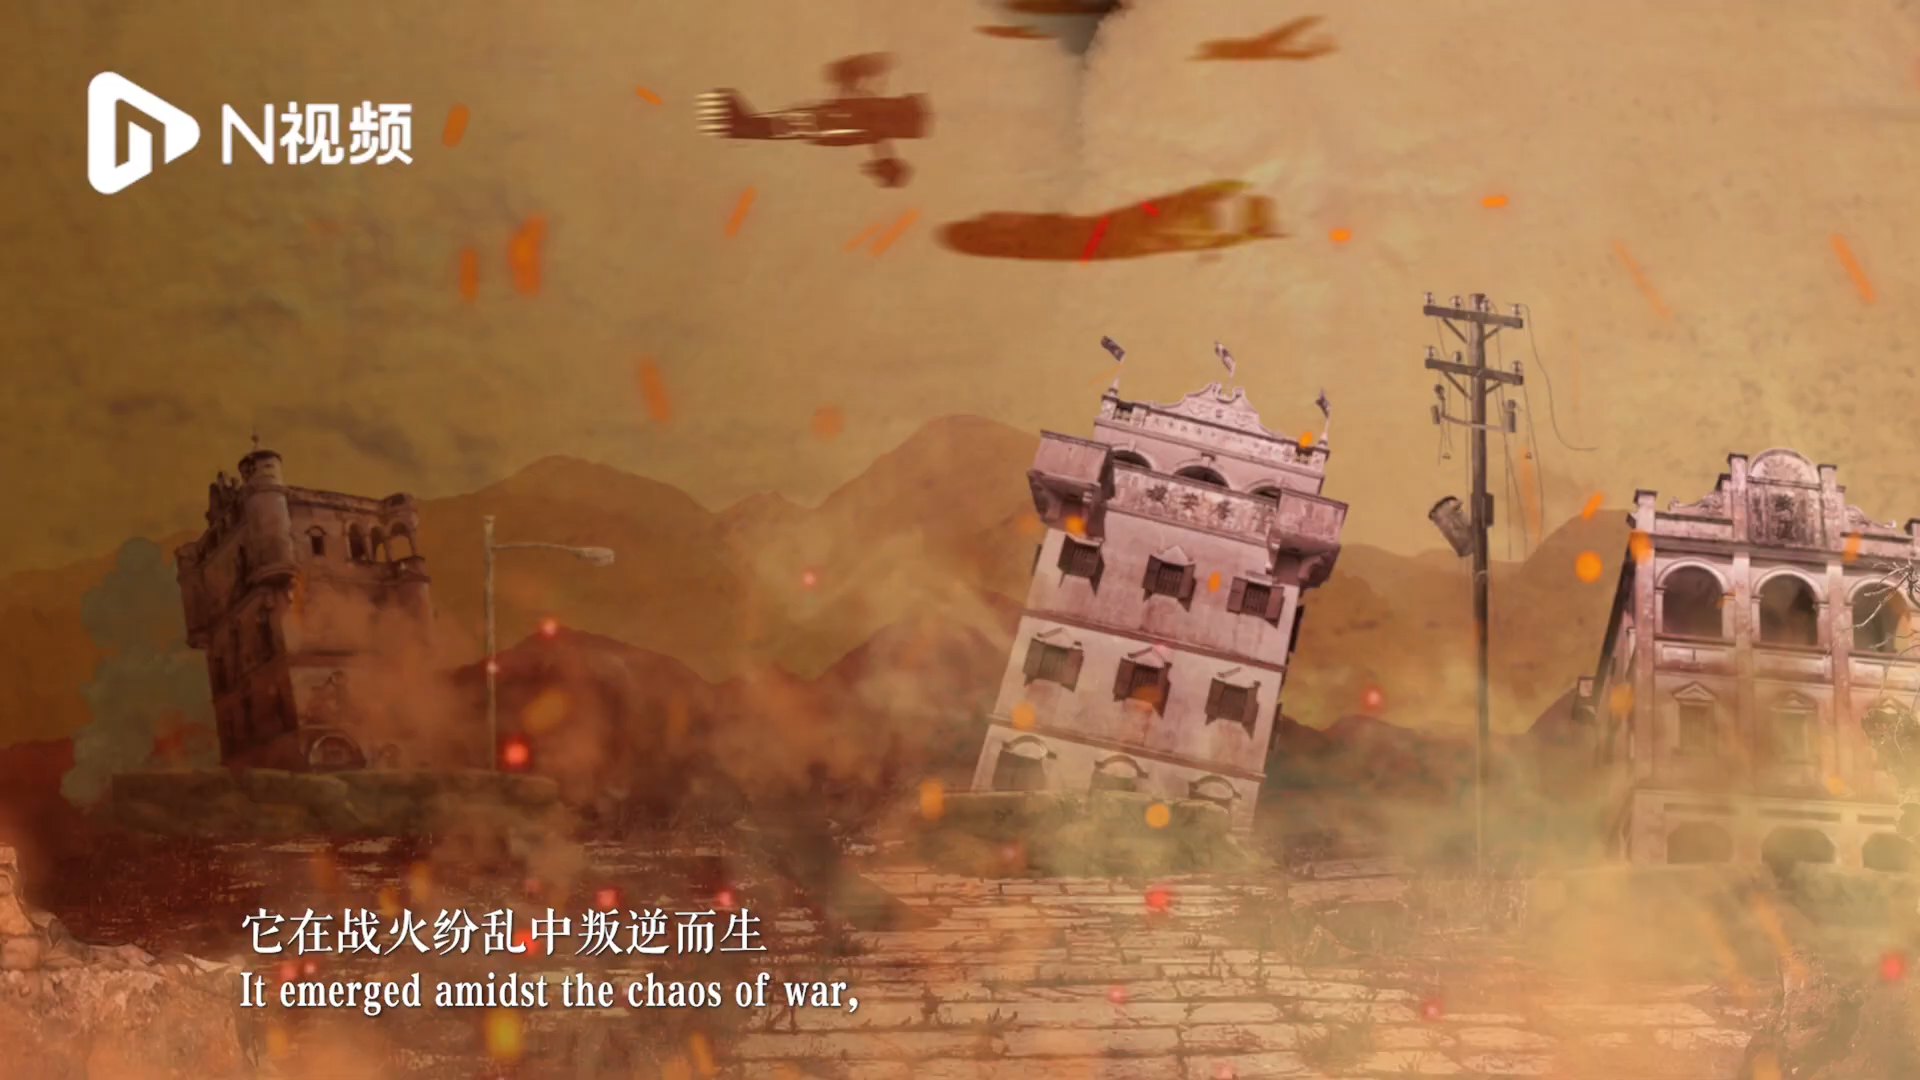 N视频
它在战火纷乱中叛逆而生
It emerged amidst the chaos of war,